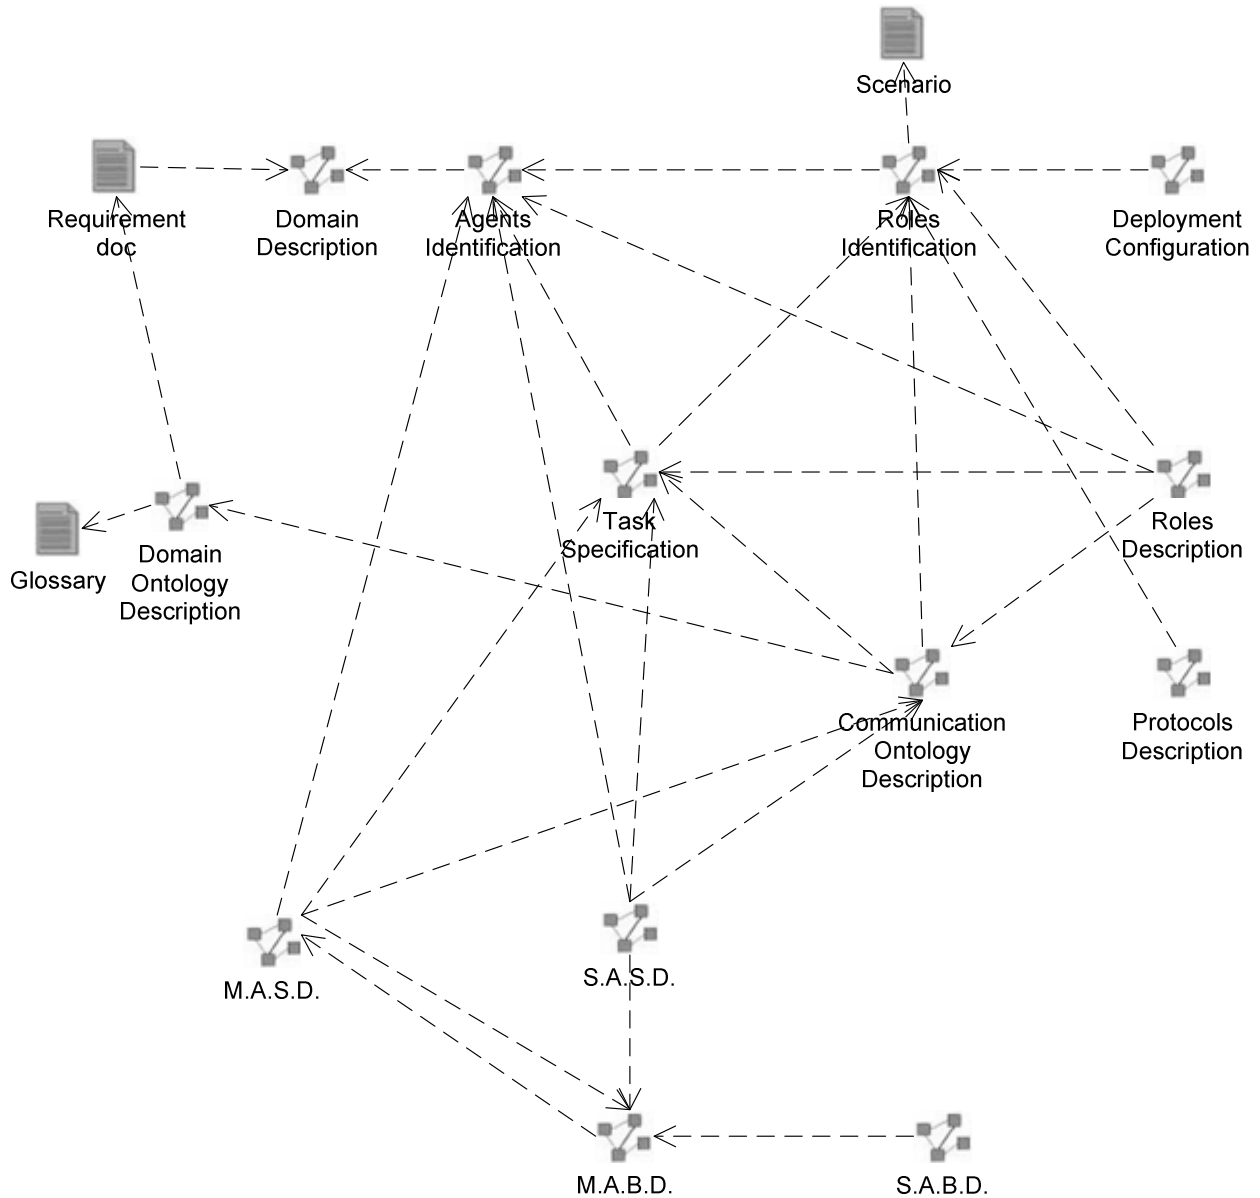 Scenario
Requirement
doc
Domain
Description
Agents
Identification
Roles
Identification
Deployment
Configuration
Glossary
Domain
Ontology
Description
Task
Specification
Roles
Description
Communication
Ontology
Description
Protocols
Description
M.A.S.D.
S.A.S.D.
M.A.B.D.
S.A.B.D.